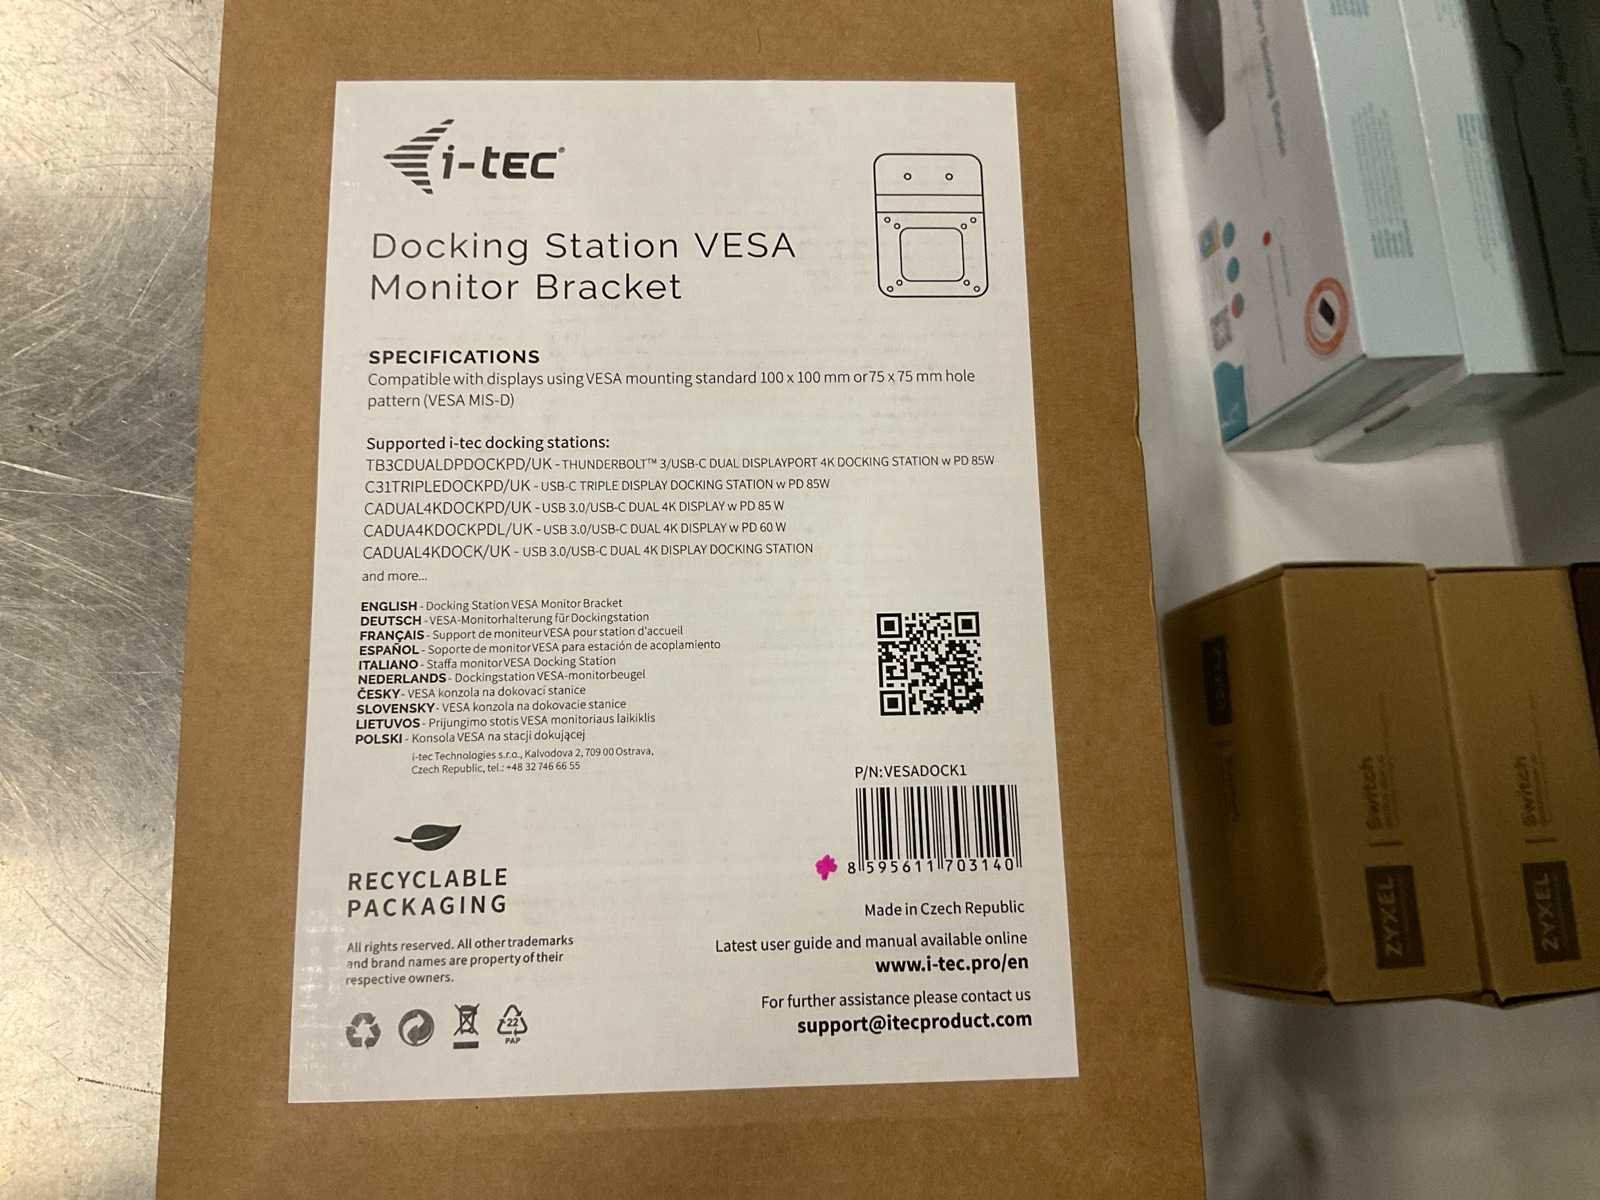 i-tec®
Docking Station VESA
Monitor Bracket
SPECIFICATIONS
Compatible with displays using VESA mounting standard 100 x 100 mm or 75 x 75 mm hole
pattern (VESA MIS-D)
Supported i-tec docking stations:
TB3CDUALDPDOCKPD/UK - THUNDERBOLT™ 3/USB-C DUAL DISPLAYPORT 4K DOCKING STATION w PD 85W
C31TRIPLEDOCKPD/UK - USB-C TRIPLE DISPLAY DOCKING STATION w PD 85W
CADUAL4KDOCKPD/UK - USB 3.0/USB-C DUAL 4K DISPLAY w PD 85 W
CADUA4KDOCKPDL/UK - USB 3.0/USB-C DUAL 4K DISPLAY w PD 60 W
CADUAL4KDOCK/UK - USB 3.0/USB-C DUAL 4K DISPLAY DOCKING STATION
and more...
ENGLISH - Docking Station VESA Monitor Bracket
DEUTSCH - VESA-Monitorhalterung für Dockingstation
FRANÇAIS - Support de moniteur VESA pour station d'accueil
ESPAÑOL - Soporte de monitor VESA para estación de acoplamiento
ITALIANO - Staffa monitor VESA Docking Station
NEDERLANDS - Dockingstation VESA-monitorbeugel
ČESKY - VESA konzola na dokovací stanice
SLOVENSKY - VESA konzola na dokovacie stanice
LIETUVOS - Prijungimo stotis VESA monitoriaus laikiklis
POLSKI - Konsola VESA na stacji dokującej
i-tec Technologies s.r.o., Kalvodova 2, 709 00 Ostrava,
Czech Republic, tel.: +48 32 746 66 55
P/N:VESADOCK1
8 595611 703140
RECYCLABLE
PACKAGING
Made in Czech Republic
All rights reserved. All other trademarks
and brand names are property of their
respective owners.
Latest user guide and manual available online
www.i-tec.pro/en
For further assistance please contact us
support@itecproduct.com
22
PAP
ZYXEL
Switch
ZYXEL
Switch